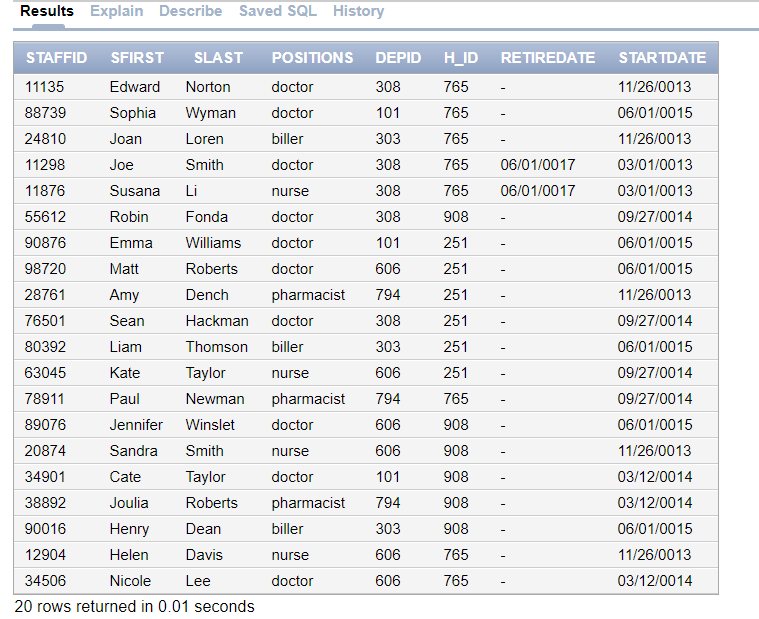 Results Explain Describe Saved SQL History
STAFFID SFIRST SLAST POSITIONS DEPID H_ID RETIREDATE STARTDATE
11135 Edward Norton doctor 308 765 - 11/26/0013
88739 Sophia Wyman doctor 101 765 - 06/01/0015
24810 Joan Loren biller 303 765 - 11/26/0013
11298 Joe Smith doctor 308 765 06/01/0017 03/01/0013
11876 Susana Li nurse 308 765 06/01/0017 03/01/0013
55612 Robin Fonda doctor 308 908 - 09/27/0014
90876 Emma Williams doctor 101 251 - 06/01/0015
98720 Matt Roberts doctor 606 251 - 06/01/0015
28761 Amy Dench pharmacist 794 251 - 11/26/0013
76501 Sean Hackman doctor 308 251 - 09/27/0014
80392 Liam Thomson biller 303 251 - 06/01/0015
63045 Kate Taylor nurse 606 251 - 09/27/0014
78911 Paul Newman pharmacist 794 765 - 09/27/0014
89076 Jennifer Winslet doctor 606 908 - 06/01/0015
20874 Sandra Smith nurse 606 908 - 11/26/0013
34901 Cate Taylor doctor 101 908 - 03/12/0014
38892 Joulia Roberts pharmacist 794 908 - 03/12/0014
90016 Henry Dean biller 303 908 - 06/01/0015
12904 Helen Davis nurse 606 765 - 11/26/0013
34506 Nicole Lee doctor 606 765 - 03/12/0014
20 rows returned in 0.01 seconds